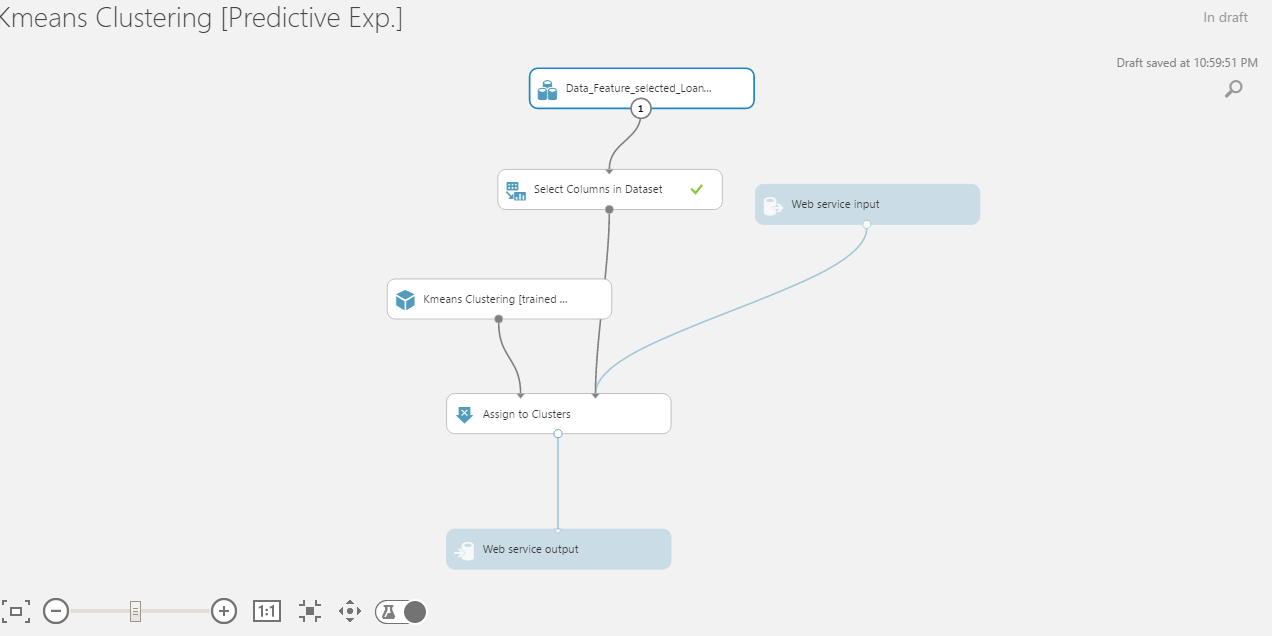 Kmeans Clustering [Predictive Exp.]
In draft
Draft saved at 10:59:51 PM
Data_Feature_selected_Loan...
1
Select Columns in Dataset
Web service input
Kmeans Clustering [trained ...
Assign to Clusters
Web service output
1:1